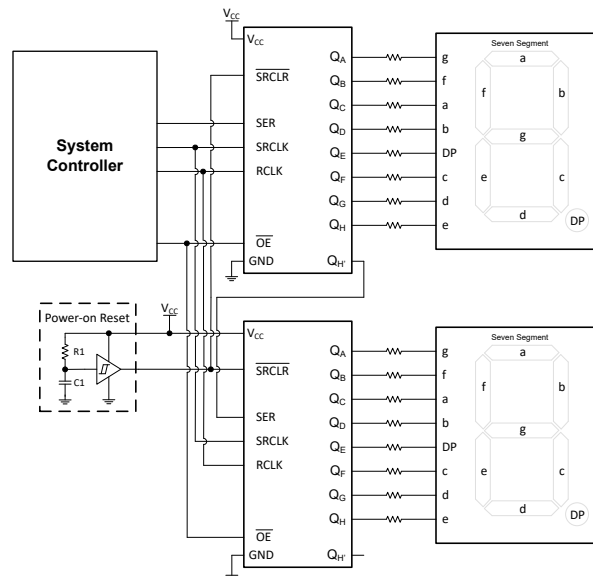 VCC
VCC
SRCLR
SER
SRCLK
RCLK
OE
GND
QA
QB
QC
QD
QE
QF
QG
QH
QH'
g
f
a
b
DP
c
d
e
Seven Segment
a
f
b
g
e
c
d
DP
System
Controller
Power-on Reset
R1
C1
VCC
VCC
SRCLR
SER
SRCLK
RCLK
OE
GND
QA
QB
QC
QD
QE
QF
QG
QH
QH'
g
f
a
b
DP
c
d
e
Seven Segment
a
f
b
g
e
c
d
DP